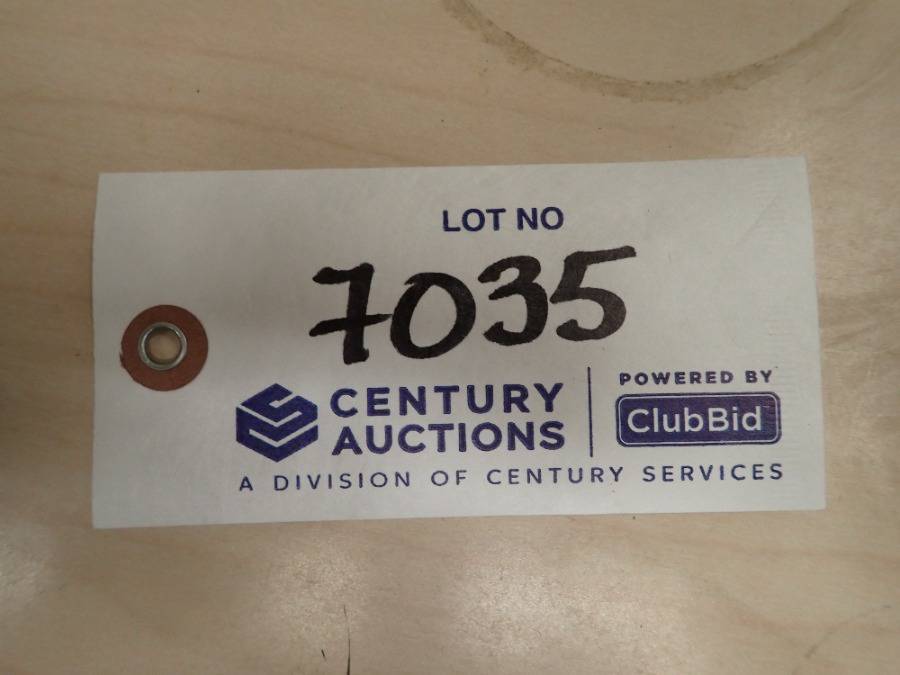 LOT NO
7035
CENTURY
AUCTIONS
POWERED BY
ClubBid
A DIVISION OF CENTURY SERVICES